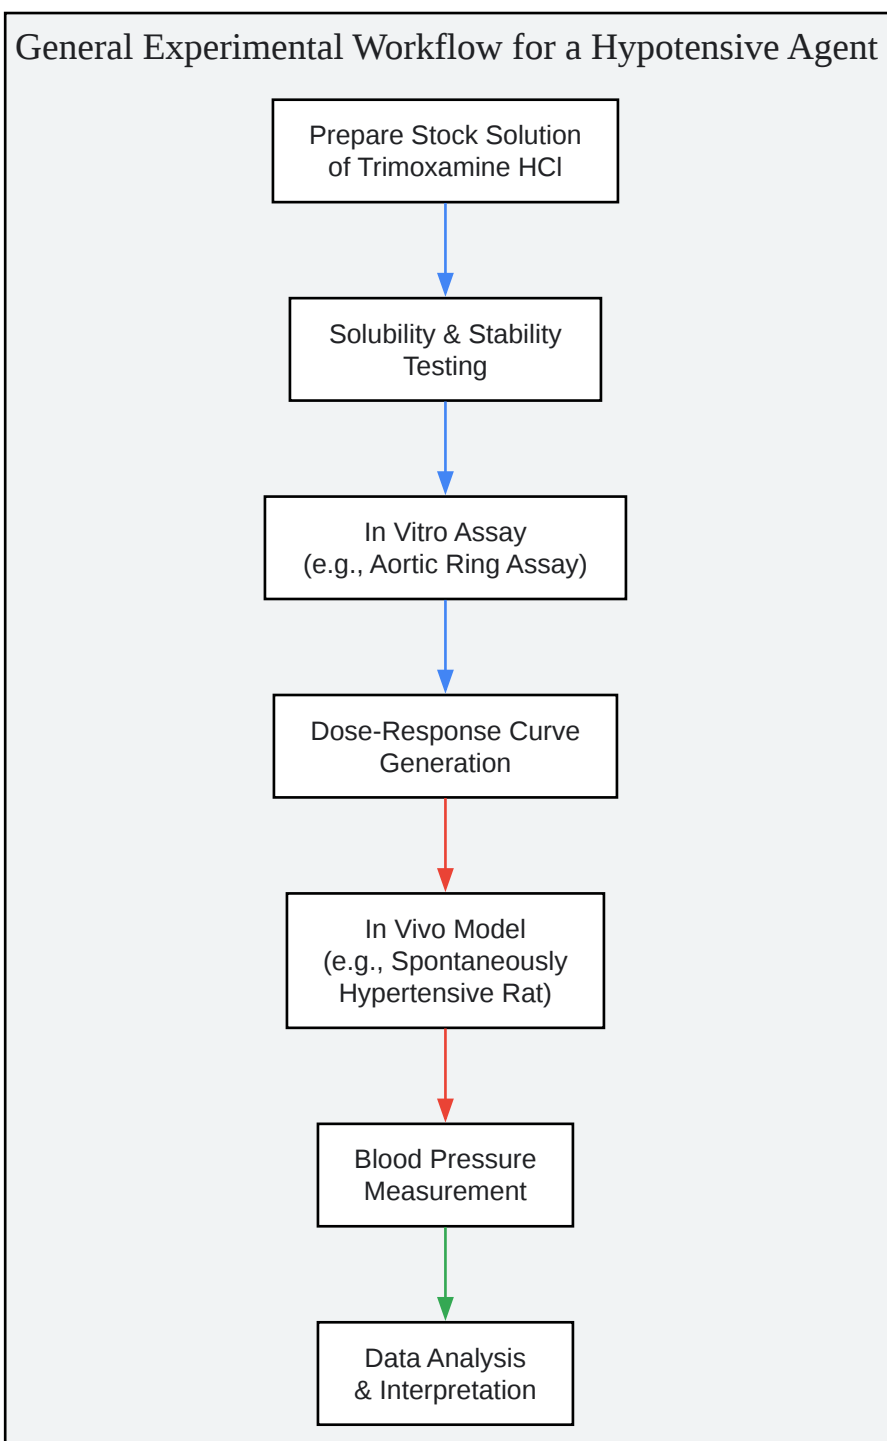 General Experimental Workflow for a Hypotensive Agent
Prepare Stock Solution
of Trimoxamine HCl
Solubility & Stability
Testing
In Vitro Assay
(e.g., Aortic Ring Assay)
Dose-Response Curve
Generation
In Vivo Model
(e.g., Spontaneously
Hypertensive Rat)
Blood Pressure
Measurement
Data Analysis
& Interpretation